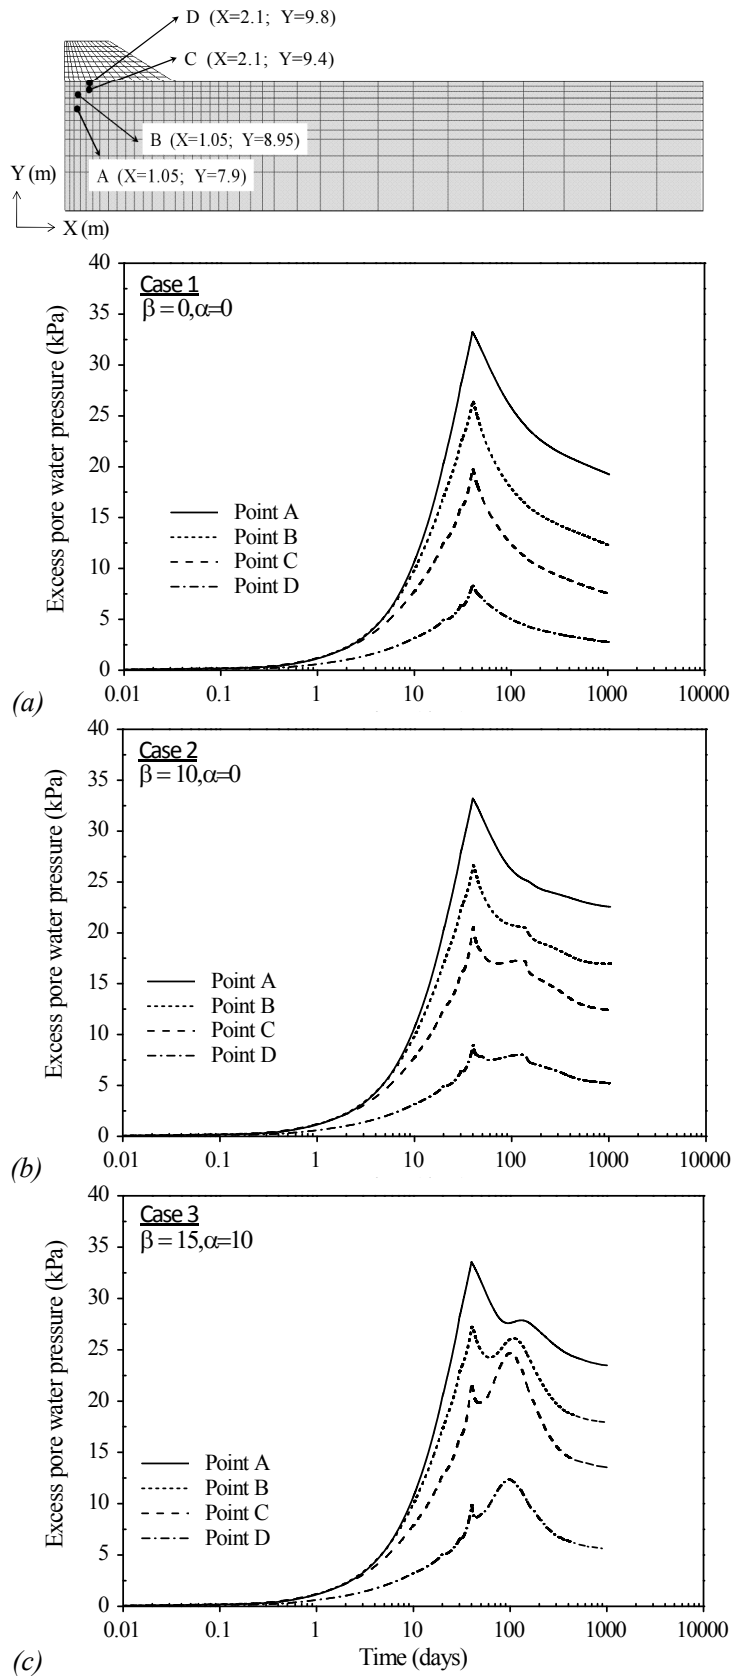 D (X=2.1; Y=9.8)
C (X=2.1; Y=9.4)
B (X=1.05; Y=8.95)
A (X=1.05; Y=7.9)
Y (m)
X (m)
Excess pore water pressure (kPa)
40
35
30
25
20
15
10
5
0
Case 1
β = 0,α=0
Point A
Point B
Point C
Point D
0.01 0.1 1 10 100 1000 10000
(a)
Excess pore water pressure (kPa)
40
35
30
25
20
15
10
5
0
Case 2
β = 10,α=0
Point A
Point B
Point C
Point D
0.01 0.1 1 10 100 1000 10000
(b)
Excess pore water pressure (kPa)
40
35
30
25
20
15
10
5
0
Case 3
β = 15,α=10
Point A
Point B
Point C
Point D
0.01 0.1 1 10 100 1000 10000
Time (days)
(c)